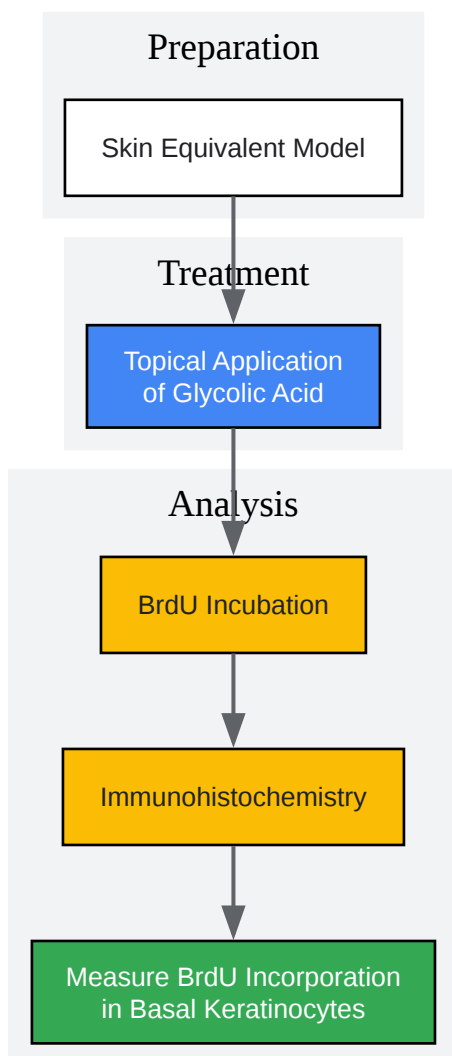 Preparation
Skin Equivalent Model
Treatment
Topical Application
of Glycolic Acid
Analysis
BrdU Incubation
Immunohistochemistry
Measure BrdU Incorporation
in Basal Keratinocytes